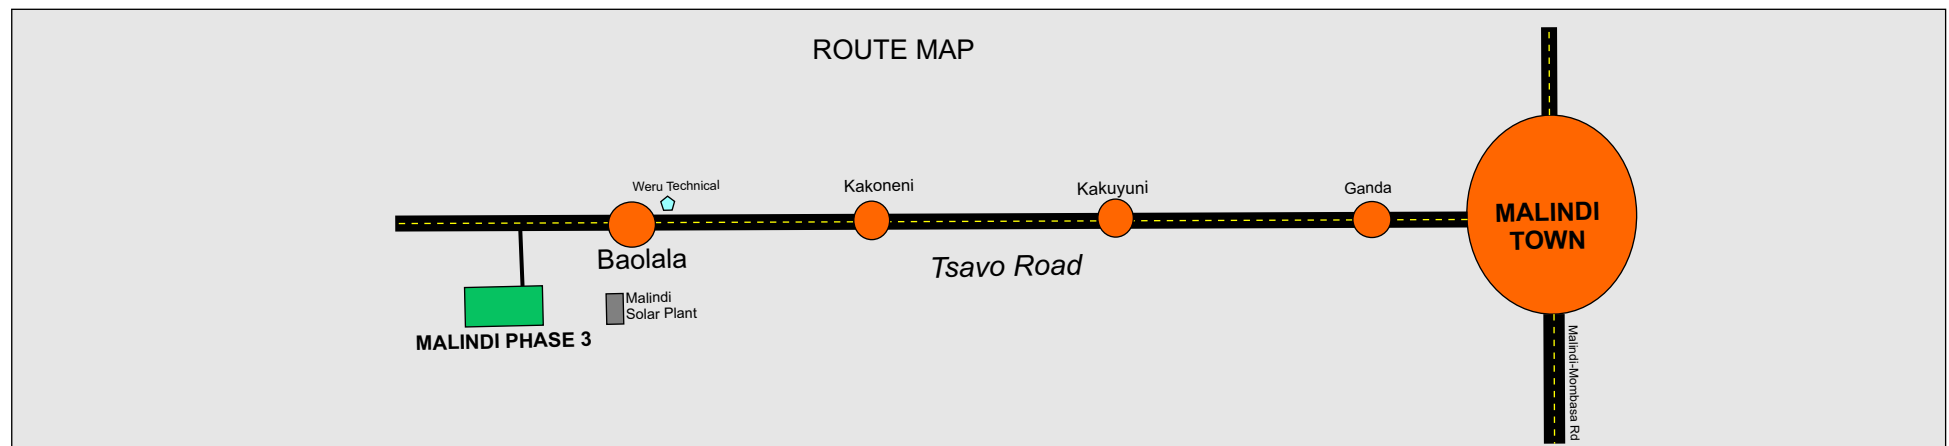 ROUTE MAP
Weru Technical
Kakoneni
Kakuyuni
Ganda
MALINDI
TOWN
Baolala
Tsavo Road
Malindi
Solar Plant
MALINDI PHASE 3
Malindi-Mombasa Rd